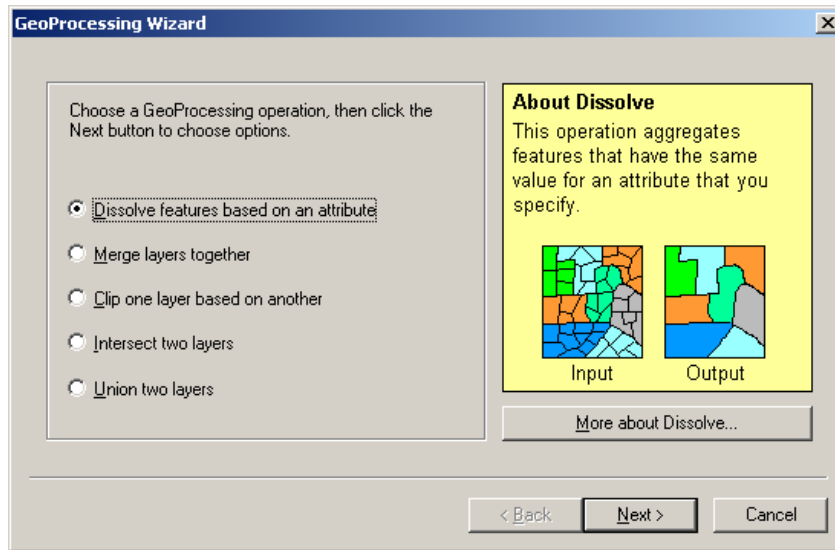 GeoProcessing Wizard
Choose a GeoProcessing operation, then click the
Next button to choose options.
Dissolve features based on an attribute
Merge layers together
Clip one layer based on another
Intersect two layers
Union two layers
About Dissolve
This operation aggregates
features that have the same
value for an attribute that you
specify.
Input Output
More about Dissolve...
< Back Next > Cancel